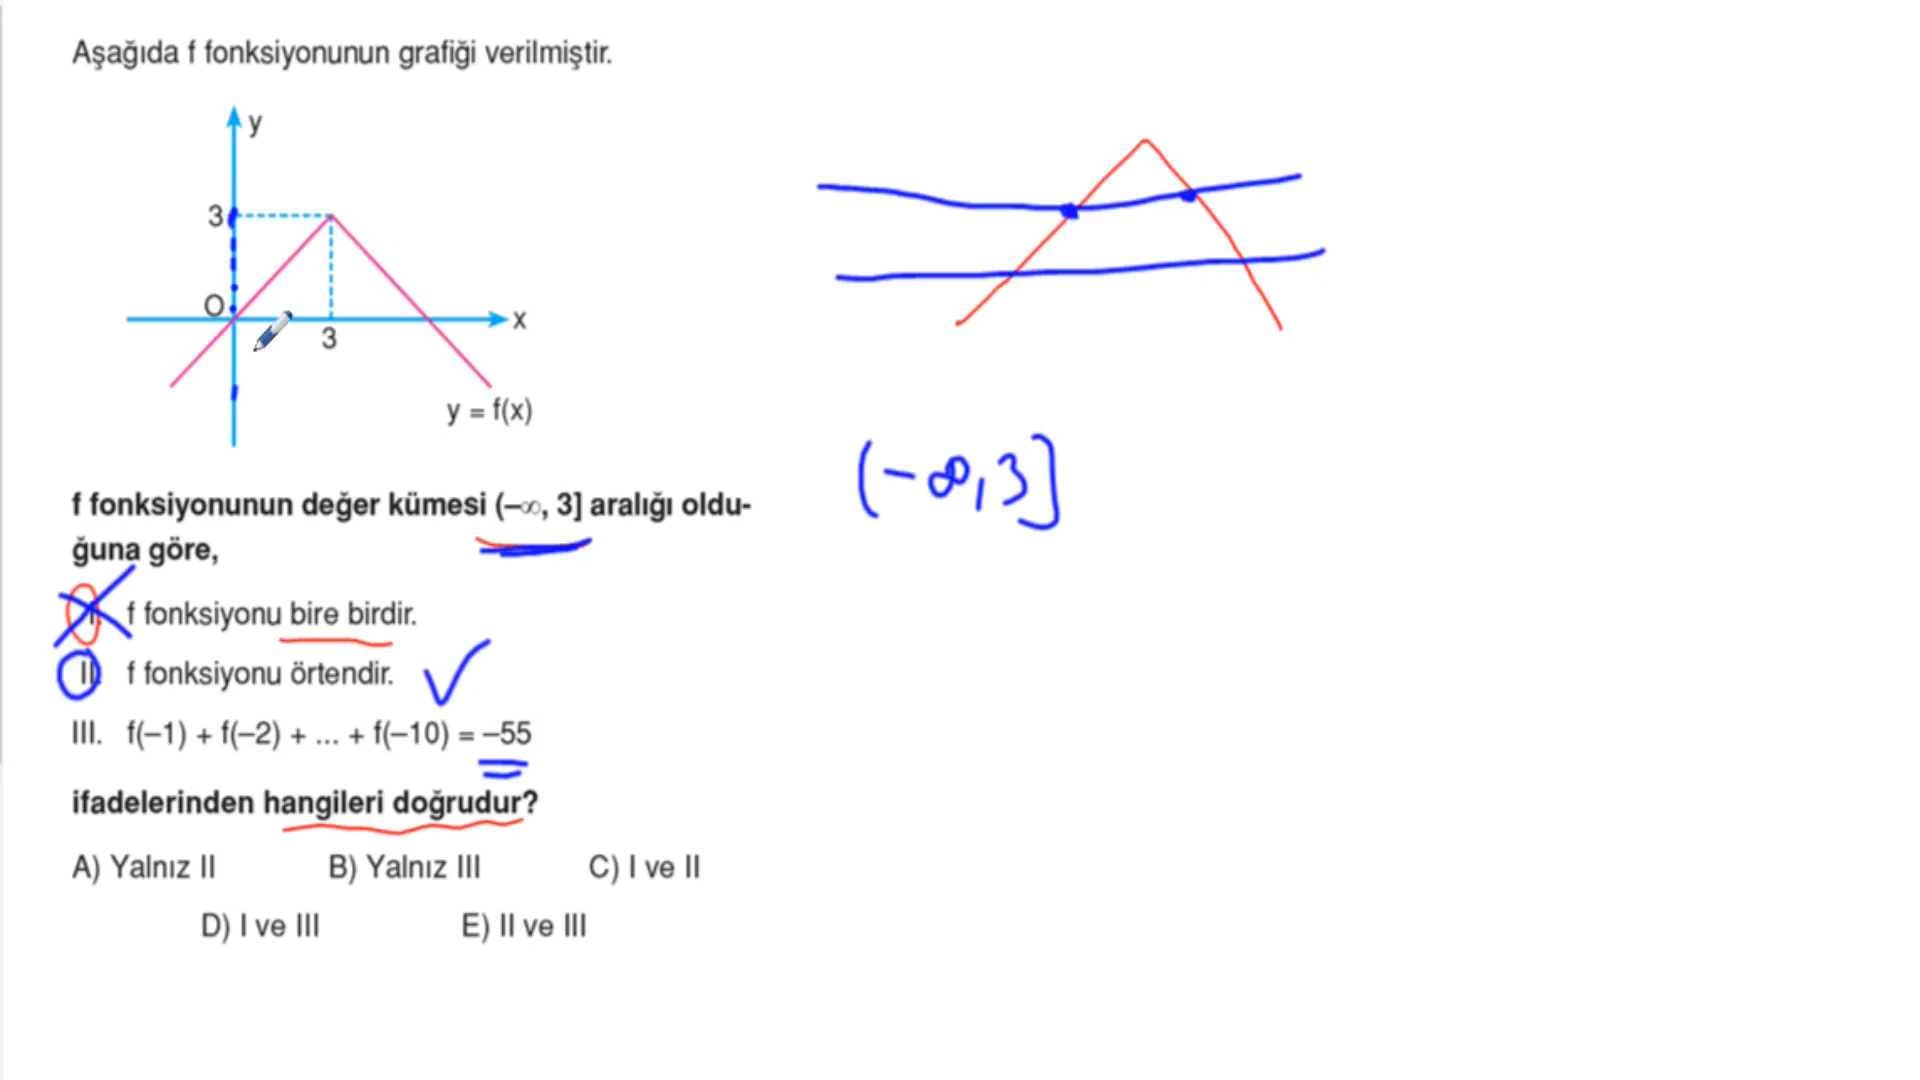 Aşağıda f fonksiyonunun grafiği verilmiştir.
y
3
O
3
x
y = f(x)
(-∞,3]
f fonksiyonunun değer kümesi (–∞, 3] aralığı oldu-
ğuna göre,
I. f fonksiyonu bire birdir.
II. f fonksiyonu örtendir.
III. f(–1) + f(–2) + ... + f(–10) = –55
ifadelerinden hangileri doğrudur?
A) Yalnız II B) Yalnız III C) I ve II
D) I ve III E) II ve III